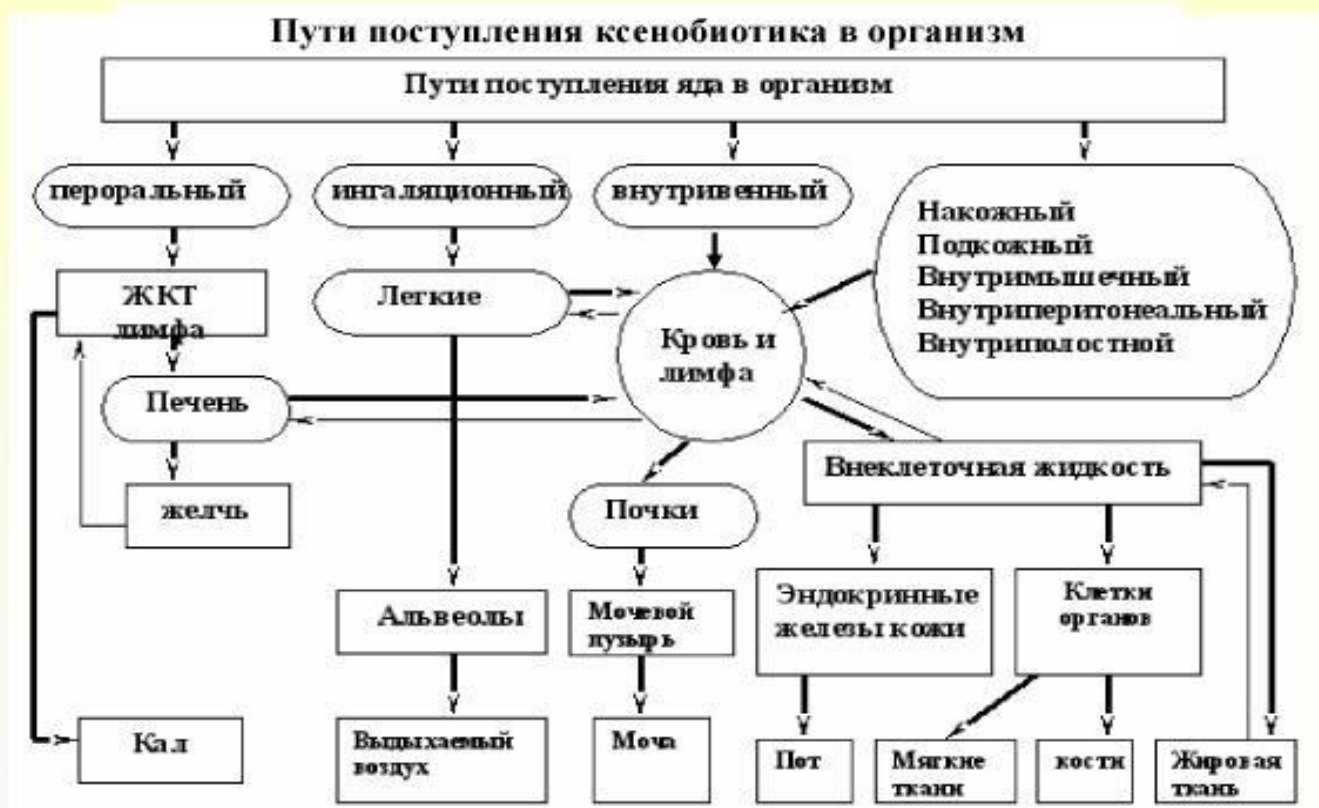 Пути поступления ксенобиотика в организм
Пути поступления яда в организм
пероральный
ингаляционный
внутривенный
Накожный
Подкожный
Внутримышечный
Внутриперитонеальный
Внутриполостной
ЖКТ
лимфа
Легкие
Кровь и
лимфа
Печень
Внеклеточная жидкость
желчь
Почки
Альвеолы
Мочевой
пузырь
Эндокринные
железы кожи
Клетки
органов
Кал
Выдыхаемый
воздух
Моча
Пот
Мягкие
ткани
кости
Жировая
ткань